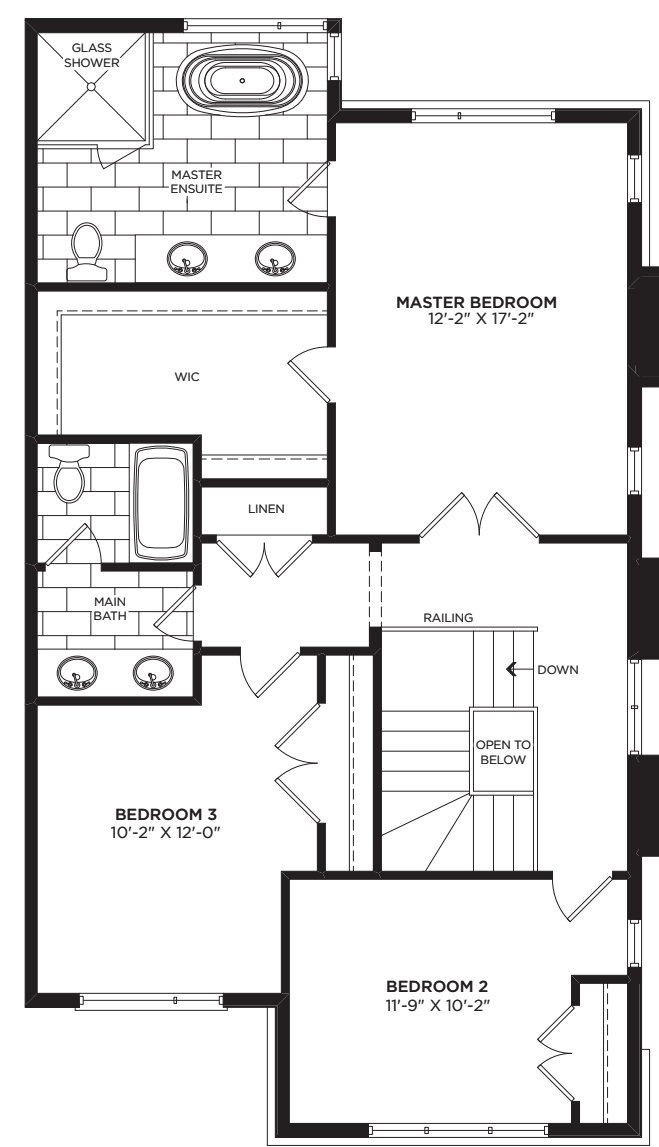 GLASS
SHOWER
MASTER
ENSUITE
MASTER BEDROOM
12'-2" X 17'-2"
WIC
LINEN
MAIN
BATH
RAILING
DOWN
OPEN TO
BELOW
BEDROOM 3
10'-2" X 12'-0"
BEDROOM 2
11'-9" X 10'-2"